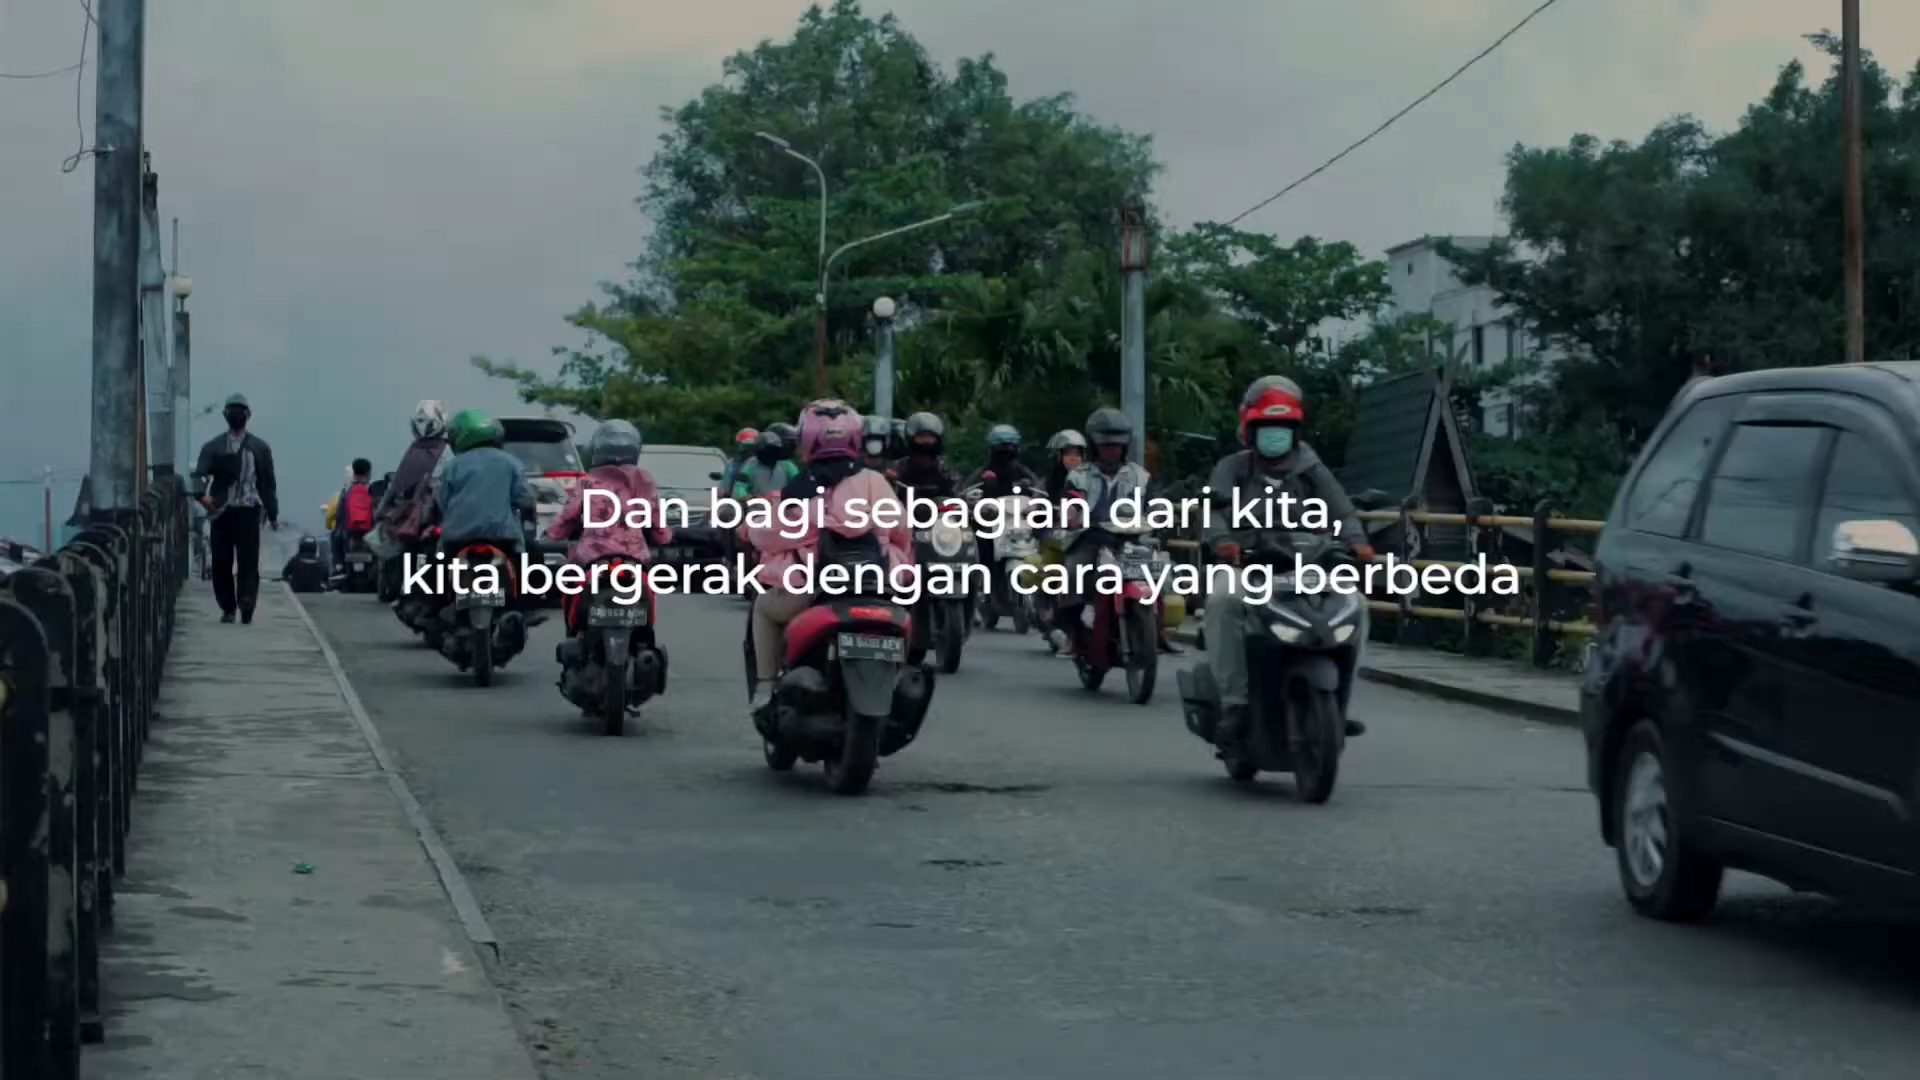 Dan bagi sebagian dari kita,
kita bergerak dengan cara yang berbeda